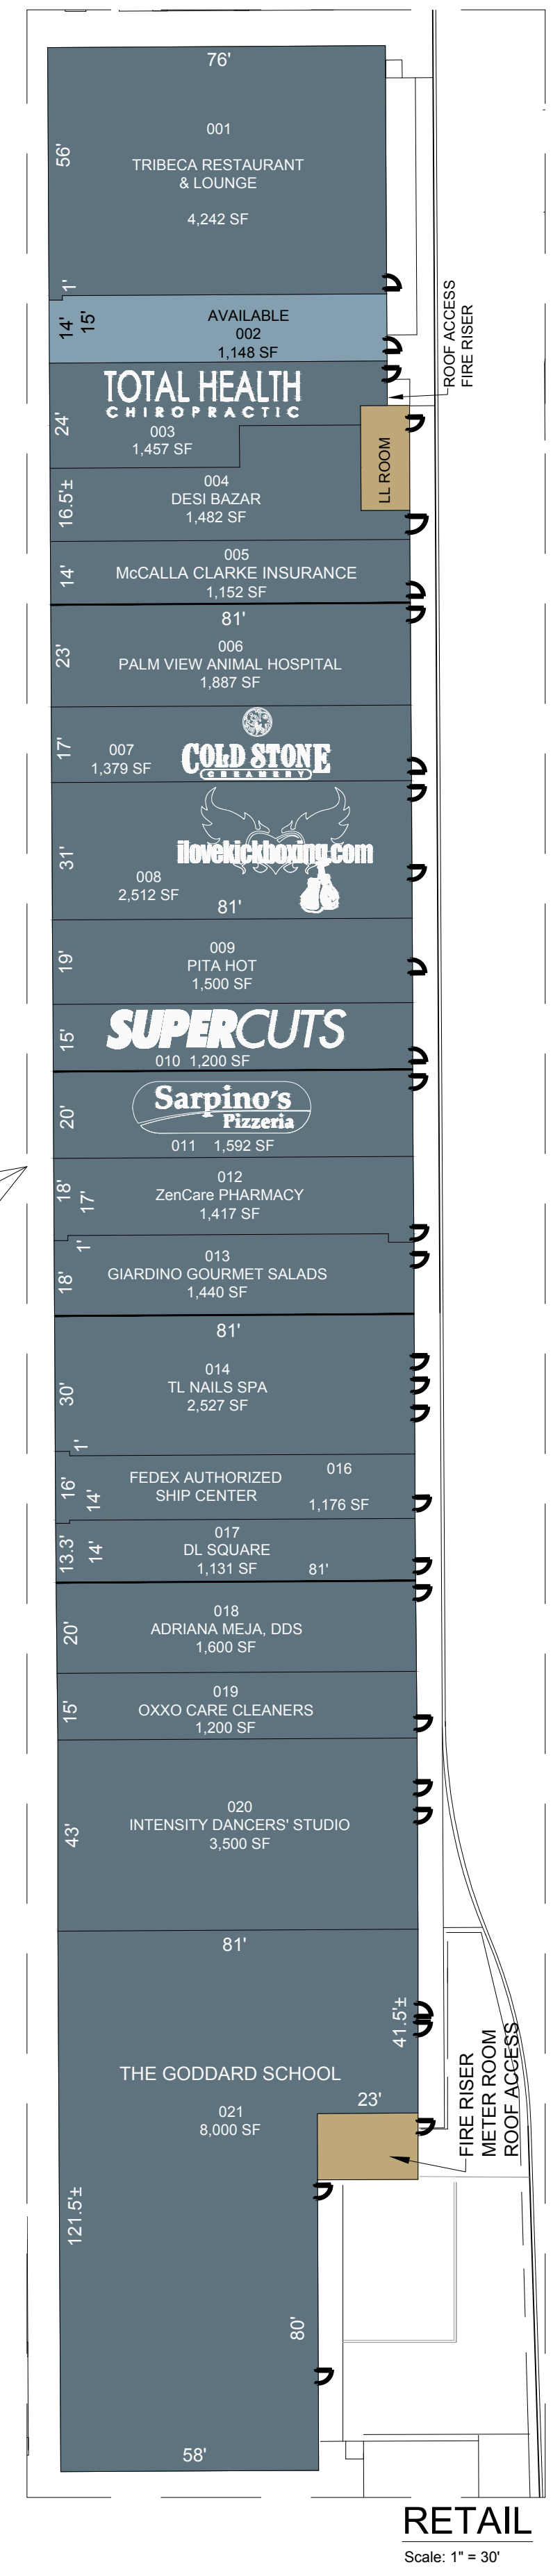 76'
56'
001
TRIBECA RESTAURANT
& LOUNGE
4,242 SF
1'
ROOF ACCESS
FIRE RISER
14'
15'
AVAILABLE
002
1,148 SF
TOTAL HEALTH
CHIROPRACTIC
24'
003
1,457 SF
LL ROOM
16.5'±
004
DESI BAZAR
1,482 SF
14'
005
McCALLA CLARKE INSURANCE
1,152 SF
81'
23'
006
PALM VIEW ANIMAL HOSPITAL
1,887 SF
17'
007
1,379 SF
COLD STONE
CREAMERY
31'
ilovekickboxing.com
008
2,512 SF
81'
19'
009
PITA HOT
1,500 SF
15'
SUPERCUTS
010 1,200 SF
20'
Sarpino's
Pizzeria
011 1,592 SF
18'
17'
012
ZenCare PHARMACY
1,417 SF
1'
18'
013
GIARDINO GOURMET SALADS
1,440 SF
81'
30'
014
TL NAILS SPA
2,527 SF
1'
16'
14'
FEDEX AUTHORIZED
SHIP CENTER
016
1,176 SF
13.3'
14'
017
DL SQUARE
1,131 SF
81'
20'
018
ADRIANA MEJA, DDS
1,600 SF
15'
019
OXXO CARE CLEANERS
1,200 SF
43'
020
INTENSITY DANCERS' STUDIO
3,500 SF
81'
41.5'±
THE GODDARD SCHOOL
021
8,000 SF
23'
FIRE RISER
METER ROOM
ROOF ACCESS
121.5'±
80'
58'
RETAIL
Scale: 1" = 30'